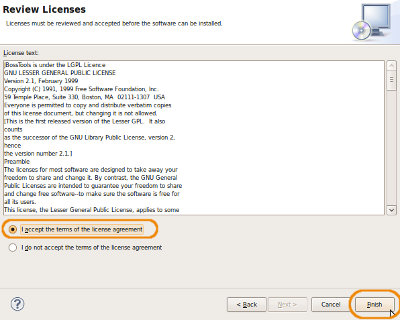 Review Licenses
Licenses must be reviewed and accepted before the software can be installed.
License text:
JBossTools is under the LGPL Licence
GNU LESSER GENERAL PUBLIC LICENSE
Version 2.1, February 1999
Copyright (C) 1991, 1999 Free Software Foundation, Inc.
59 Temple Place, Suite 330, Boston, MA  02111-1307  USA
Everyone is permitted to copy and distribute verbatim copies
of this license document, but changing it is not allowed.
[This is the first released version of the Lesser GPL.  It also
counts
as the successor of the GNU Library Public License, version 2,
hence
the version number 2.1.]
Preamble
The licenses for most software are designed to take away your
freedom to share and change it. By contrast, the GNU General
Public Licenses are intended to guarantee your freedom to share
and change free software--to make sure the software is free for
all its users.
This license, the Lesser General Public License, applies to some
I accept the terms of the license agreement
I do not accept the terms of the license agreement
?
< Back
Next >
Cancel
Finish